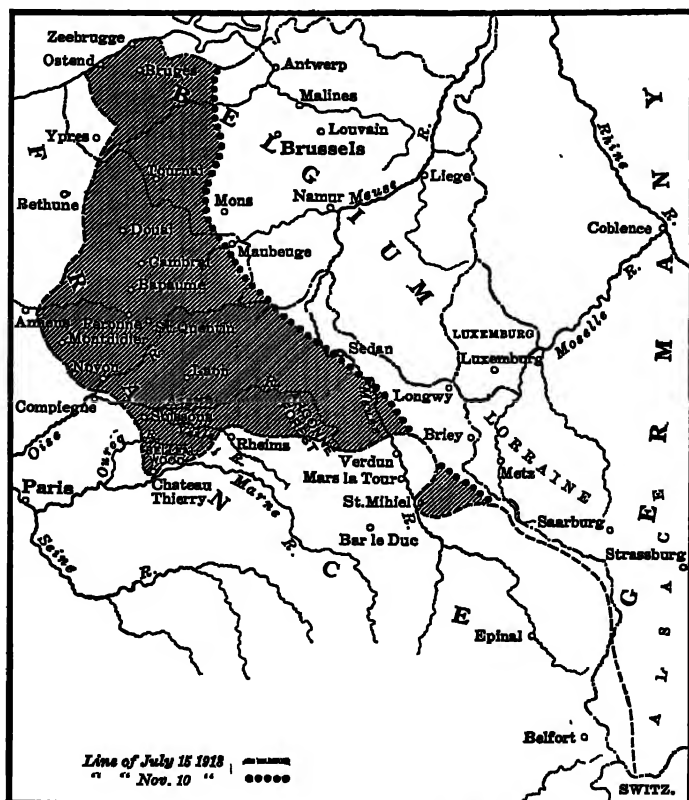 Zeebrugge
Ostend
Bruges
Antwerp
Malines
Ypres
Louvain
Brussels
BELGIUM
Tournai
Bethune
Mons
Namur
Meuse R.
Liege
Rhine R.
Coblence
Douai
Maubeuge
Cambrai
Bapaume
Amiens
Peronne
St. Quentin
Montdidier
LUXEMBURG
Luxemburg
Moselle R.
Sedan
Noyon
Laon
Longwy
Compiegne
Soissons
Oise R.
Ourcq
Rheims
Briey
LORRAINE
Verdun
Mars la Tour
Metz
Paris
Chateau Thierry
Marne R.
St. Mihiel
Saarburg
Bar le Duc
Strassburg
Seine R.
FRANCE
GERMANY
ALSACE
Epinal
Belfort
SWITZ.
Line of July 15 1918
" " Nov. 10 "